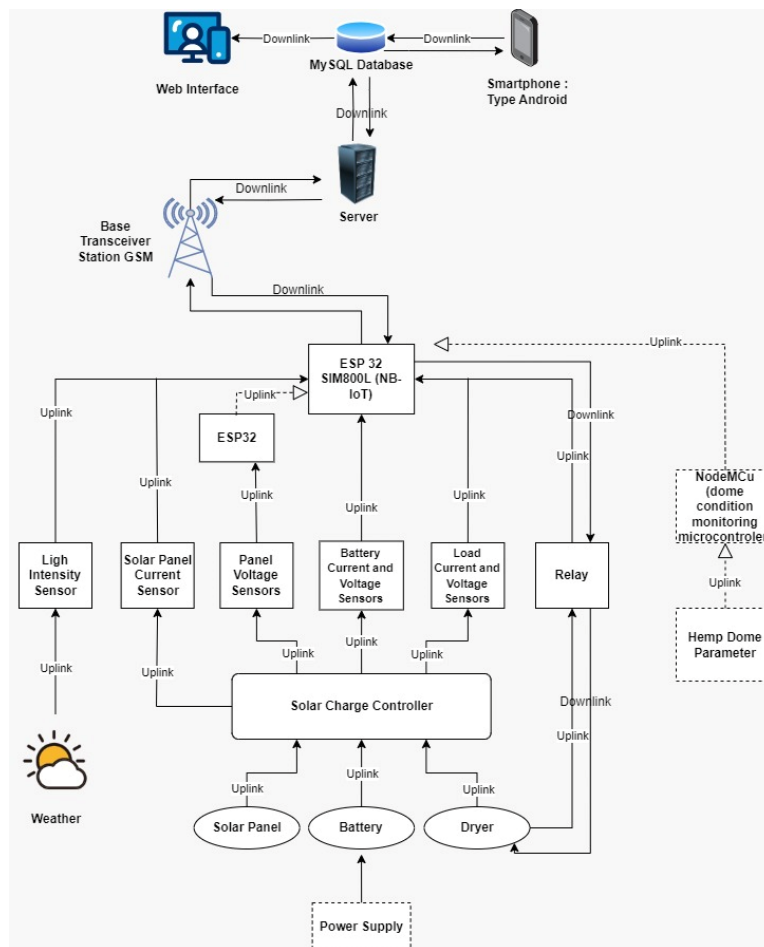 Downlink
Downlink
MySQL Database
Web Interface
Smartphone :
Type Android
Downlink
Downlink
Server
Base
Transceiver
Station GSM
Downlink
Uplink
ESP 32
SIM800L (NB-
IoT)
Uplink
Uplink
Downlink
ESP32
Uplink
NodeMCu
(dome
condition
monitoring
microcontroler
Uplink
Uplink
Uplink
Uplink
Ligh
Intensity
Sensor
Solar Panel
Current
Sensor
Panel
Voltage
Sensors
Battery
Current and
Voltage
Sensors
Load
Current and
Voltage
Sensors
Relay
Uplink
Hemp Dome
Parameter
Uplink
Uplink
Uplink
Uplink
Uplink
Solar Charge Controller
Downlink
Uplink
Uplink
Uplink
Uplink
Weather
Solar Panel
Battery
Dryer
Power Supply